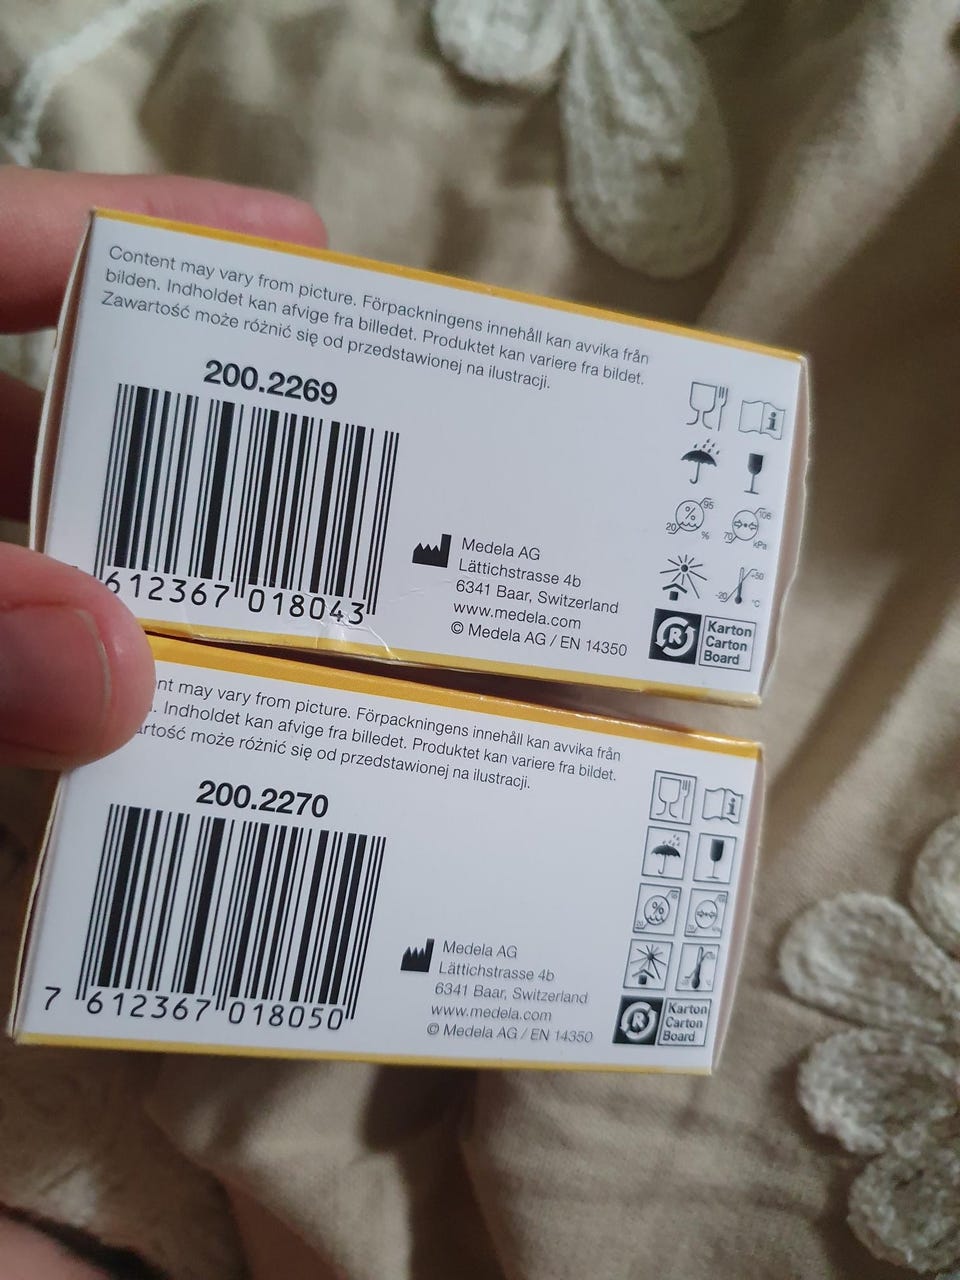 Content may vary from picture. Förpackningens innehåll kan avvika från
bilden. Indholdet kan afvige fra billedet. Produktet kan variere fra bildet.
Zawartość może różnić się od przedstawionej na ilustracji.
200.2269
612367 018043
Medela AG
Lättichstrasse 4b
6341 Baar, Switzerland
www.medela.com
© Medela AG / EN 14350
95
20
%
%
106
70
kPa
+50
-20
°C
R
Karton
Carton
Board
may vary from picture. Förpackningens innehåll kan avvika från
Indholdet kan afvige fra billedet. Produktet kan variere fra bildet.
może różnić się od przedstawionej na ilustracji.
200.2270
7 612367 018050
Medela AG
Lättichstrasse 4b
6341 Baar, Switzerland
www.medela.com
© Medela AG / EN 14350
%
R
Karton
Carton
Board